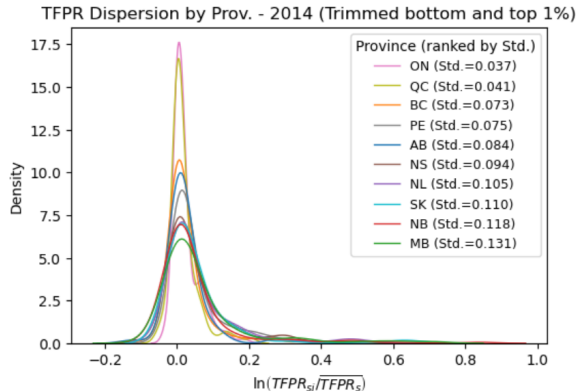 TFPR Dispersion by Prov. - 2014 (Trimmed bottom and top 1%)
17.5
15.0
12.5
10.0
7.5
5.0
2.5
0.0
Density
Province (ranked by Std.)
ON (Std.=0.037)
QC (Std.=0.041)
BC (Std.=0.073)
PE (Std.=0.075)
AB (Std.=0.084)
NS (Std.=0.094)
NL (Std.=0.105)
SK (Std.=0.110)
NB (Std.=0.118)
MB (Std.=0.131)
−0.2 0.0 0.2 0.4 0.6 0.8 1.0
ln(TFPR_si/TFPR_s)